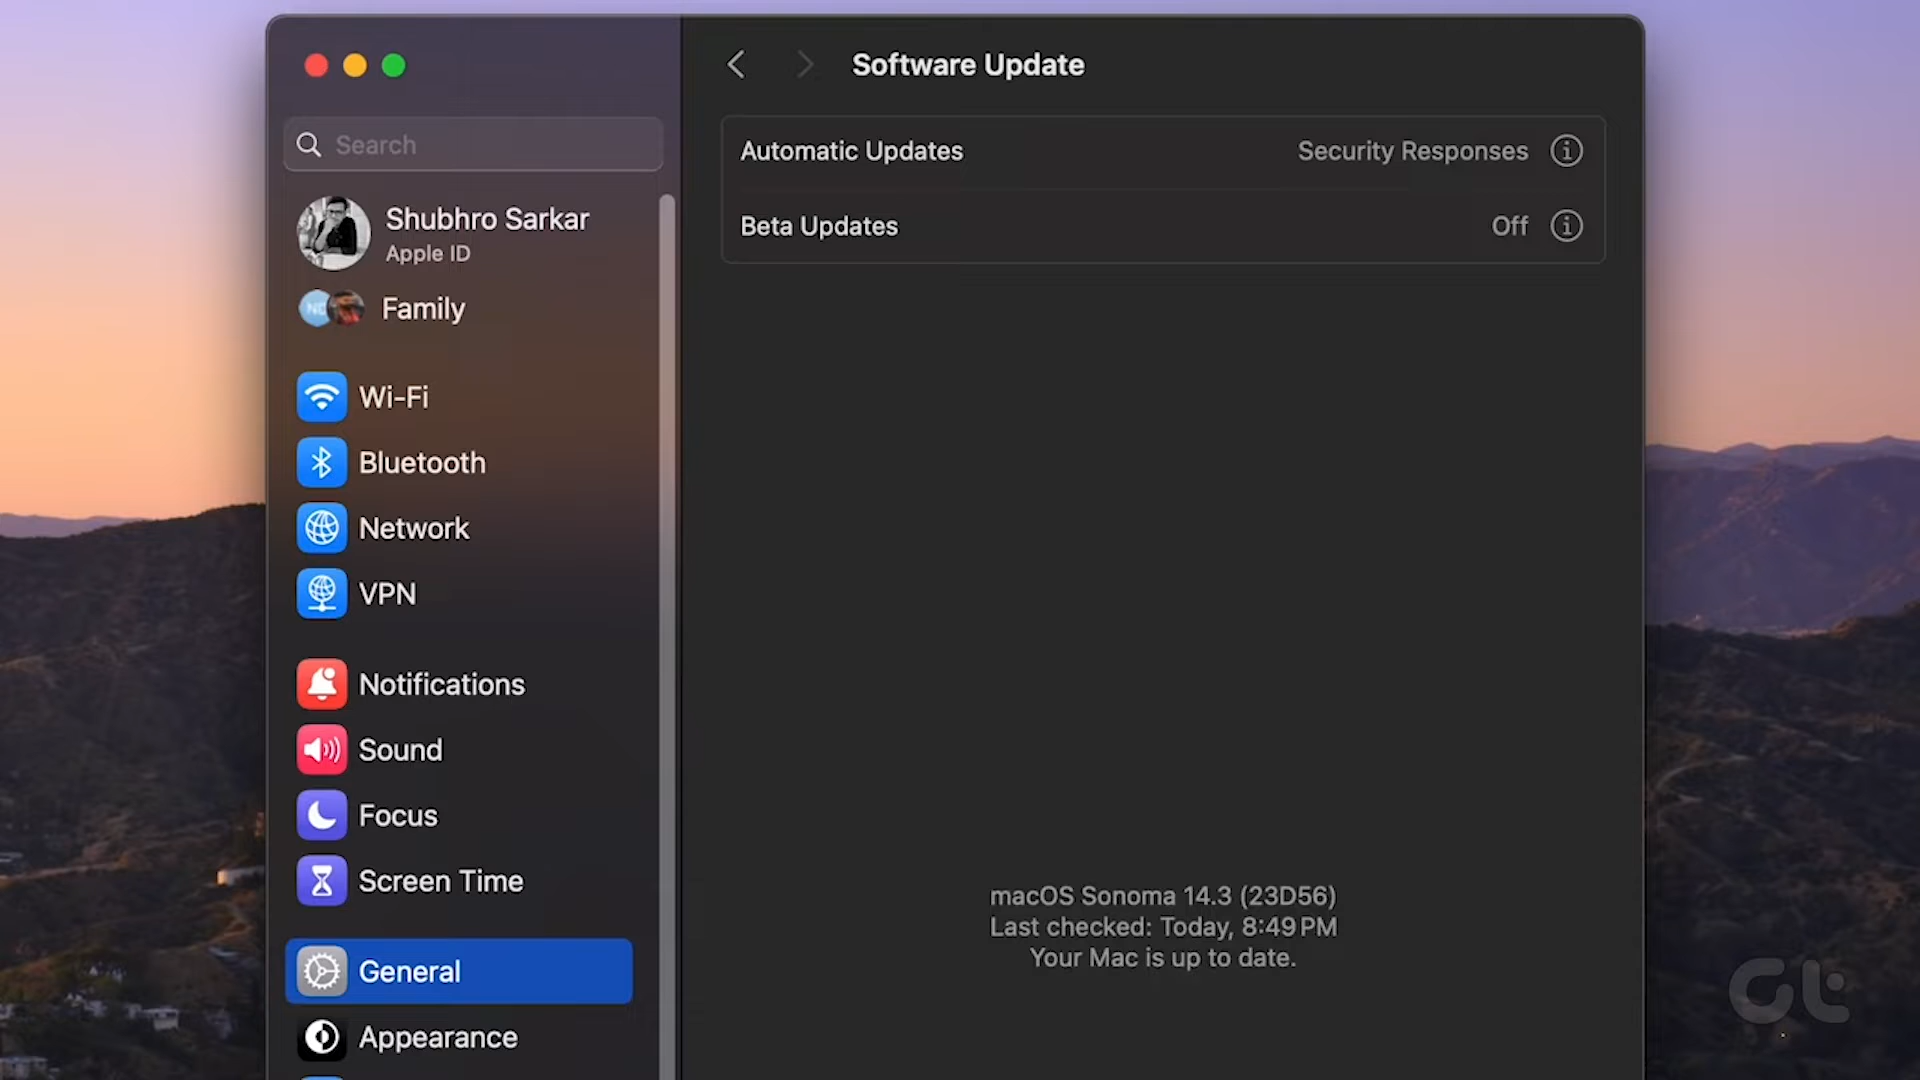 Software Update
Search
Automatic Updates
Security Responses
Shubhro Sarkar
Apple ID
Beta Updates
Off
NG
Family
Wi-Fi
Bluetooth
Network
VPN
Notifications
Sound
Focus
Screen Time
macOS Sonoma 14.3 (23D56)
Last checked: Today, 8:49 PM
Your Mac is up to date.
General
Appearance
Gt